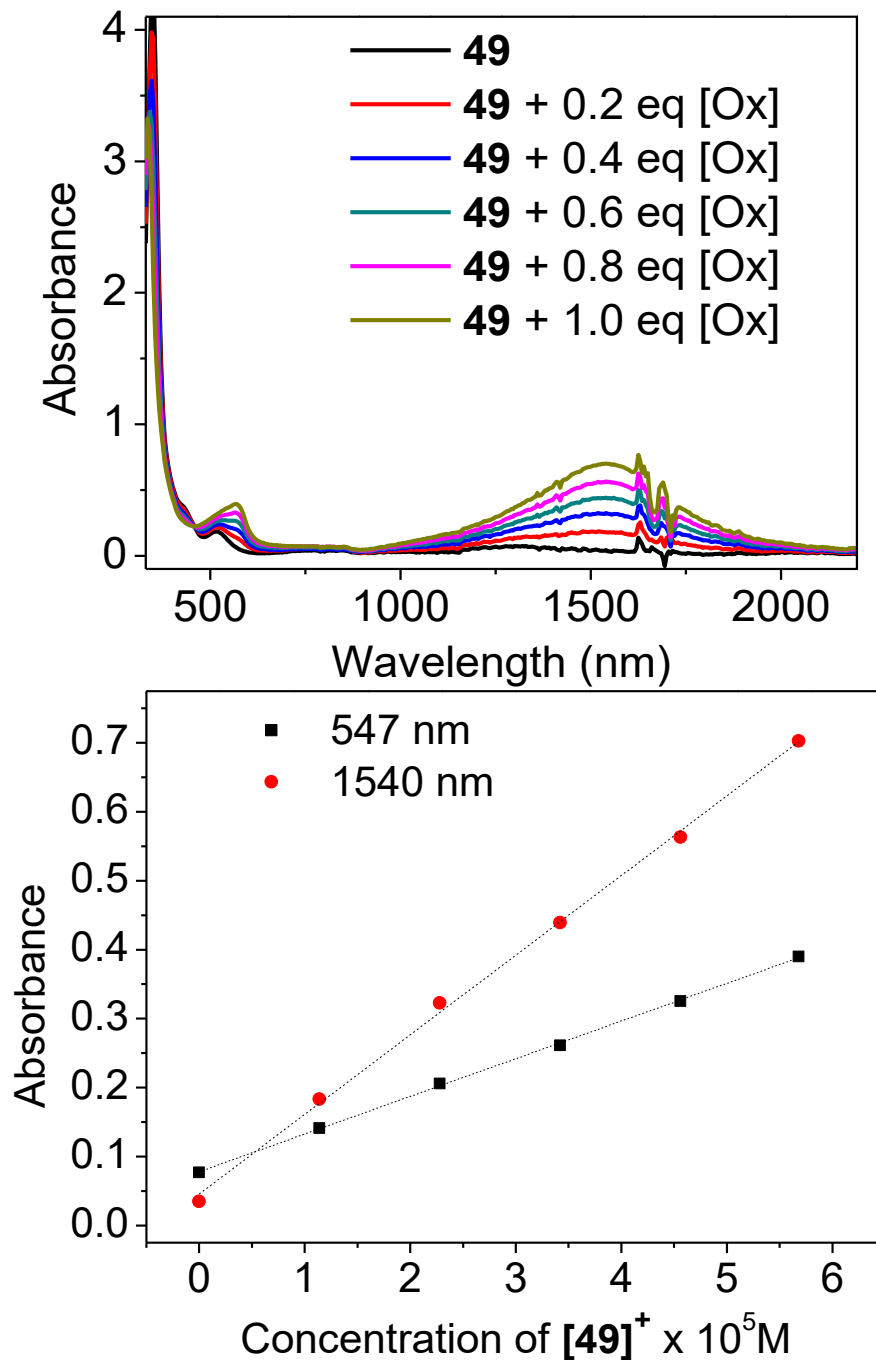 4
3
2
1
0
Absorbance
49
49 + 0.2 eq [Ox]
49 + 0.4 eq [Ox]
49 + 0.6 eq [Ox]
49 + 0.8 eq [Ox]
49 + 1.0 eq [Ox]
500 1000 1500 2000
Wavelength (nm)
0.7
0.6
0.5
0.4
0.3
0.2
0.1
0.0
Absorbance
547 nm
1540 nm
0 1 2 3 4 5 6
Concentration of [49]⁺ x 10⁵M